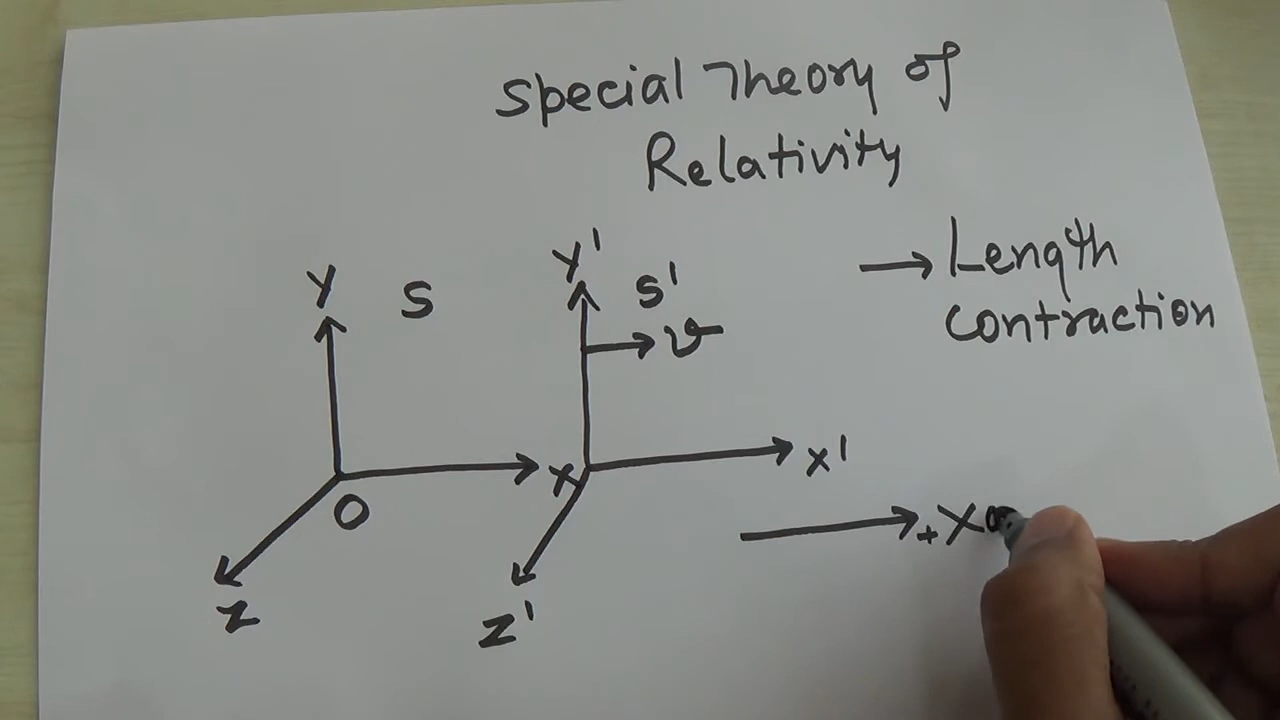 Special Theory of
Relativity
→ Length
contraction
Y
S
Y'
S'
v
X
X'
O
Z
Z'
+X